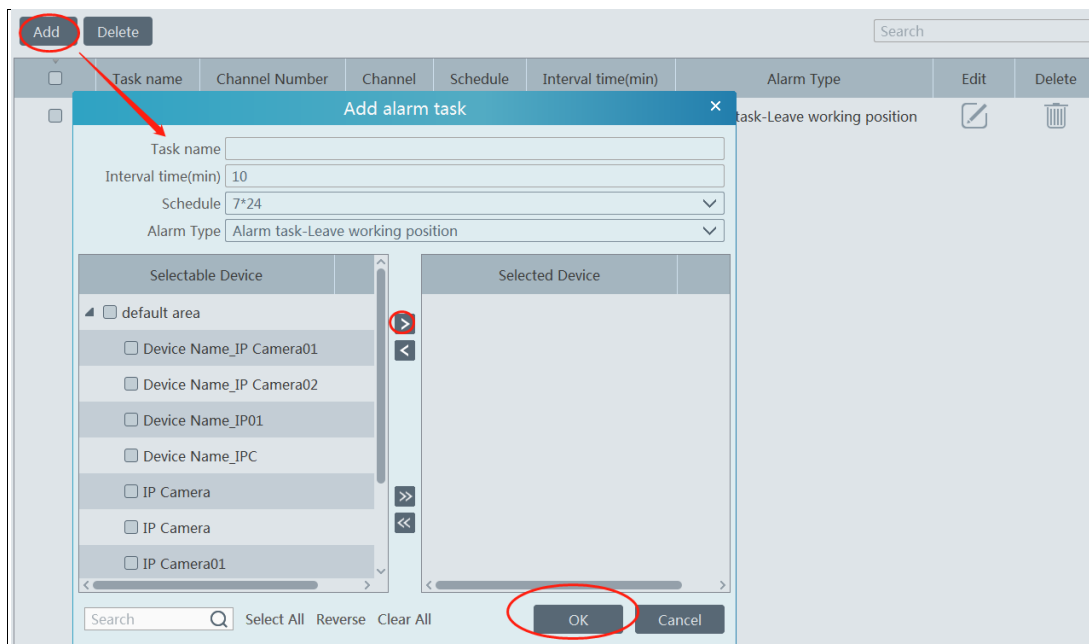 Add Delete Search
Task name Channel Number Channel Schedule Interval time(min) Alarm Type Edit Delete
Add alarm task
task-Leave working position
Task name
Interval time(min) 10
Schedule 7*24
Alarm Type Alarm task-Leave working position
Selectable Device Selected Device
default area
Device Name_IP Camera01
Device Name_IP Camera02
Device Name_IP01
Device Name_IPC
IP Camera
IP Camera
IP Camera01
Search Select All Reverse Clear All OK Cancel